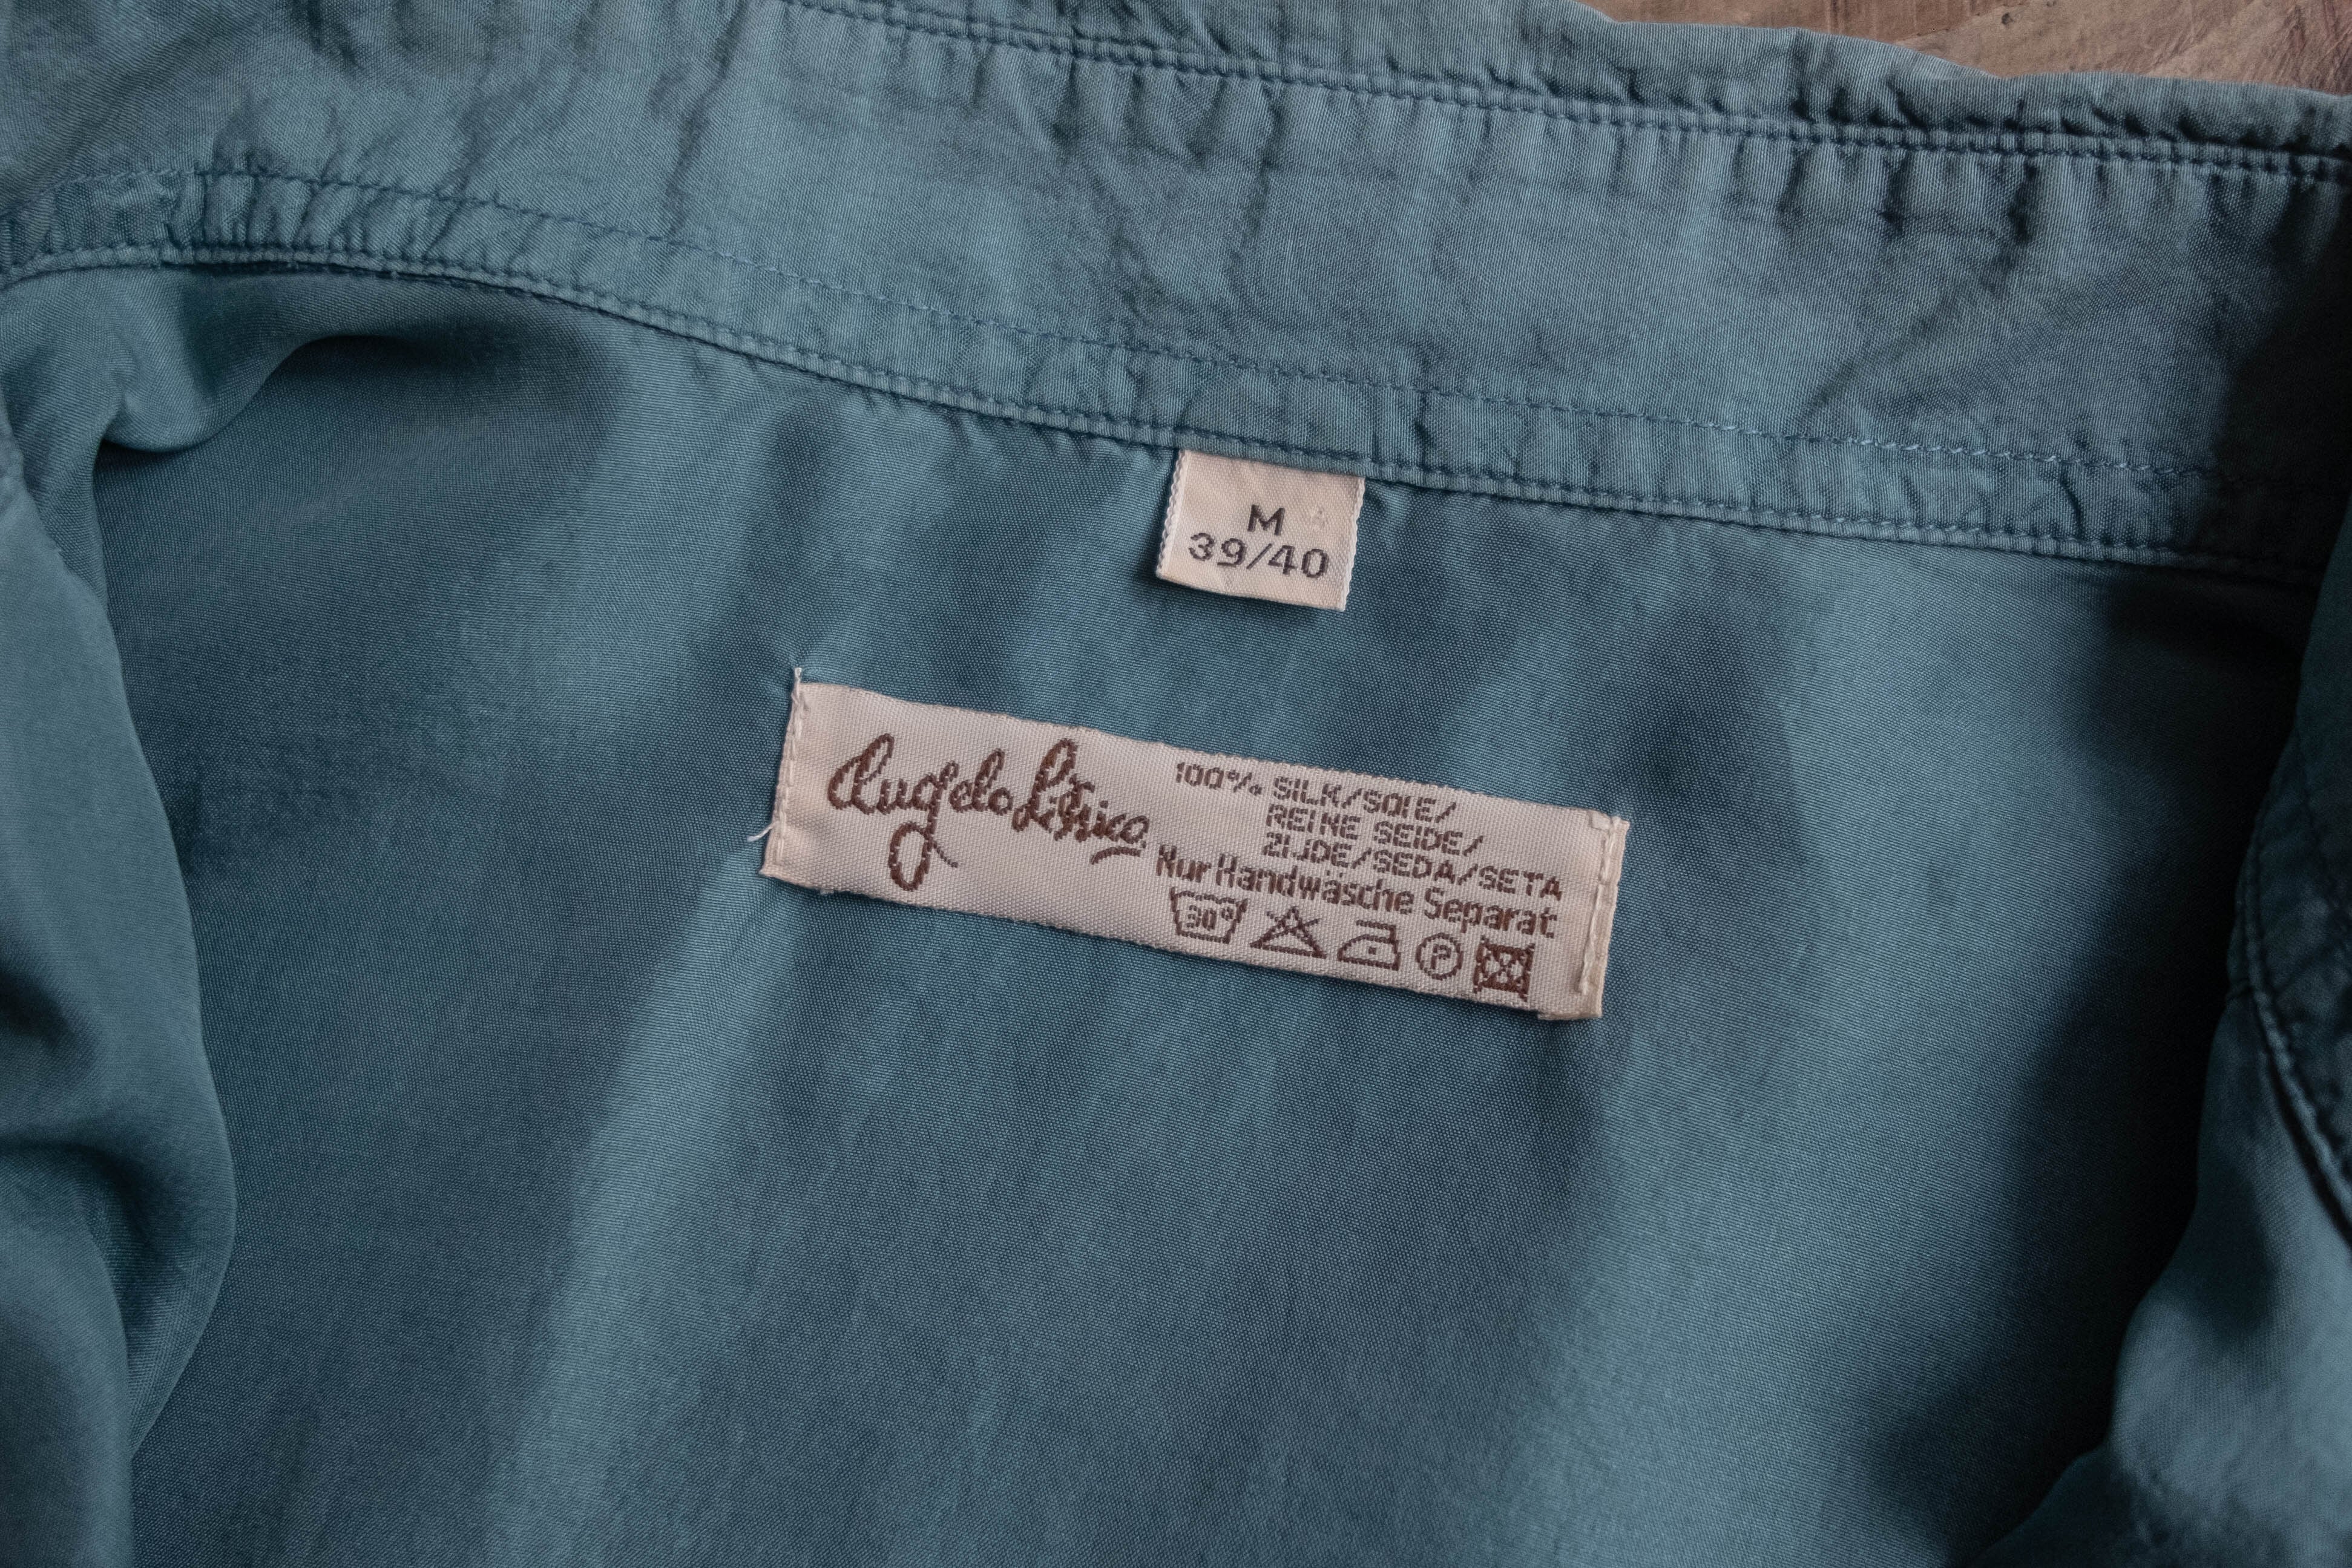 M
39/40
Angelo Litrico
100% SILK/SOIE/
REINE SEIDE/
ZIJDE/SEDA/SETA
Nur Handwäsche Separat
30°
P